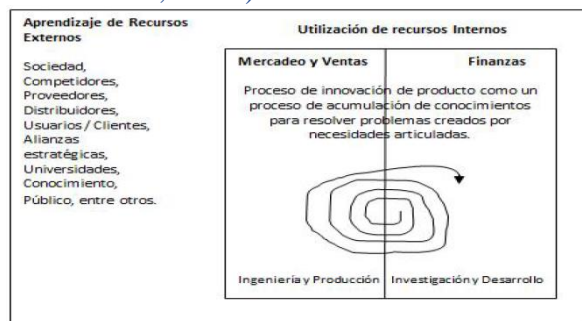 Aprendizaje de Recursos
Externos
Sociedad,
Competidores,
Proveedores,
Distribuidores,
Usuarios / Clientes,
Alianzas
estratégicas,
Universidades,
Conocimiento,
Público, entre otros.
Utilización de recursos Internos
Mercadeo y Ventas
Finanzas
Proceso de innovación de producto como un
proceso de acumulación de conocimientos
para resolver problemas creados por
necesidades articuladas.
Ingeniería y Producción
Investigación y Desarrollo